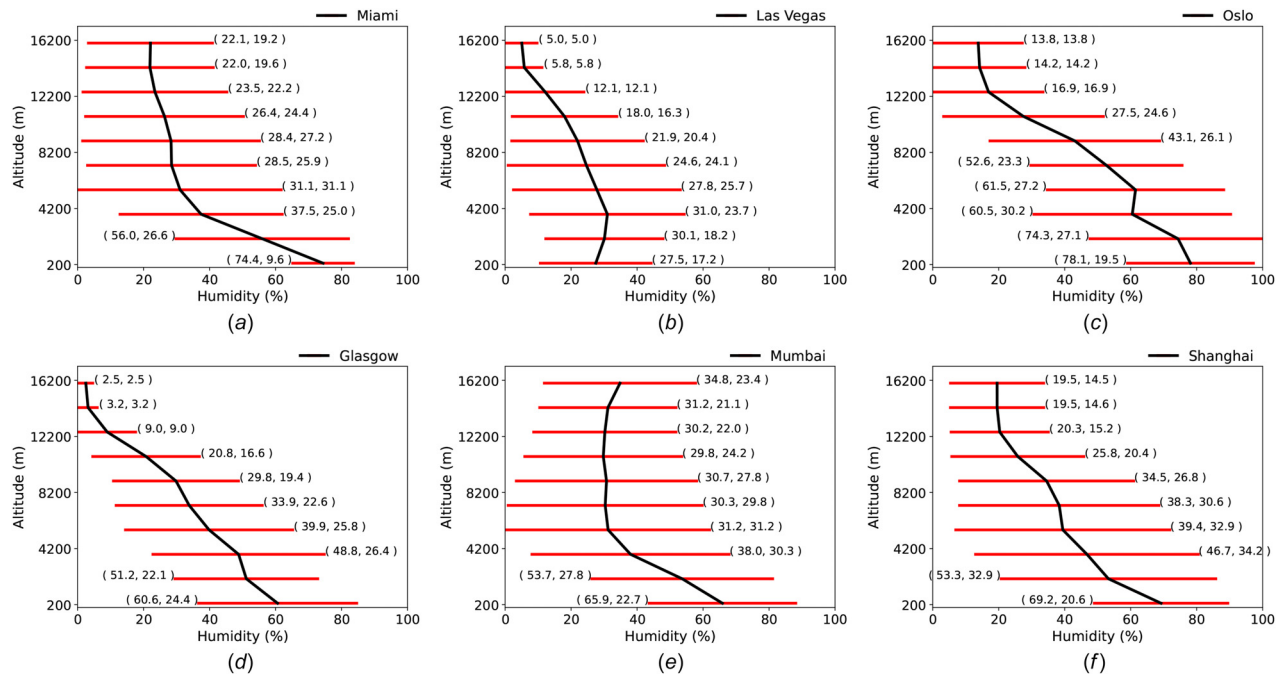 Miami
Altitude (m)
16200
12200
8200
4200
200
( 22.1, 19.2 )
( 22.0, 19.6 )
( 23.5, 22.2 )
( 26.4, 24.4 )
( 28.4, 27.2 )
( 28.5, 25.9 )
( 31.1, 31.1 )
( 37.5, 25.0 )
( 56.0, 26.6 )
( 74.4, 9.6 )
0 20 40 60 80 100
Humidity (%)
(a)
Las Vegas
Altitude (m)
16200
12200
8200
4200
200
( 5.0, 5.0 )
( 5.8, 5.8 )
( 12.1, 12.1 )
( 18.0, 16.3 )
( 21.9, 20.4 )
( 24.6, 24.1 )
( 27.8, 25.7 )
( 31.0, 23.7 )
( 30.1, 18.2 )
( 27.5, 17.2 )
0 20 40 60 80 100
Humidity (%)
(b)
Oslo
Altitude (m)
16200
12200
8200
4200
200
( 13.8, 13.8 )
( 14.2, 14.2 )
( 16.9, 16.9 )
( 27.5, 24.6 )
( 43.1, 26.1 )
( 52.6, 23.3 )
( 61.5, 27.2 )
( 60.5, 30.2 )
( 74.3, 27.1 )
( 78.1, 19.5 )
0 20 40 60 80 100
Humidity (%)
(c)
Glasgow
Altitude (m)
16200
12200
8200
4200
200
( 2.5, 2.5 )
( 3.2, 3.2 )
( 9.0, 9.0 )
( 20.8, 16.6 )
( 29.8, 19.4 )
( 33.9, 22.6 )
( 39.9, 25.8 )
( 48.8, 26.4 )
( 51.2, 22.1 )
( 60.6, 24.4 )
0 20 40 60 80 100
Humidity (%)
(d)
Mumbai
Altitude (m)
16200
12200
8200
4200
200
( 34.8, 23.4 )
( 31.2, 21.1 )
( 30.2, 22.0 )
( 29.8, 24.2 )
( 30.7, 27.8 )
( 30.3, 29.8 )
( 31.2, 31.2 )
( 38.0, 30.3 )
( 53.7, 27.8 )
( 65.9, 22.7 )
0 20 40 60 80 100
Humidity (%)
(e)
Shanghai
Altitude (m)
16200
12200
8200
4200
200
( 19.5, 14.5 )
( 19.5, 14.6 )
( 20.3, 15.2 )
( 25.8, 20.4 )
( 34.5, 26.8 )
( 38.3, 30.6 )
( 39.4, 32.9 )
( 46.7, 34.2 )
( 53.3, 32.9 )
( 69.2, 20.6 )
0 20 40 60 80 100
Humidity (%)
(f)